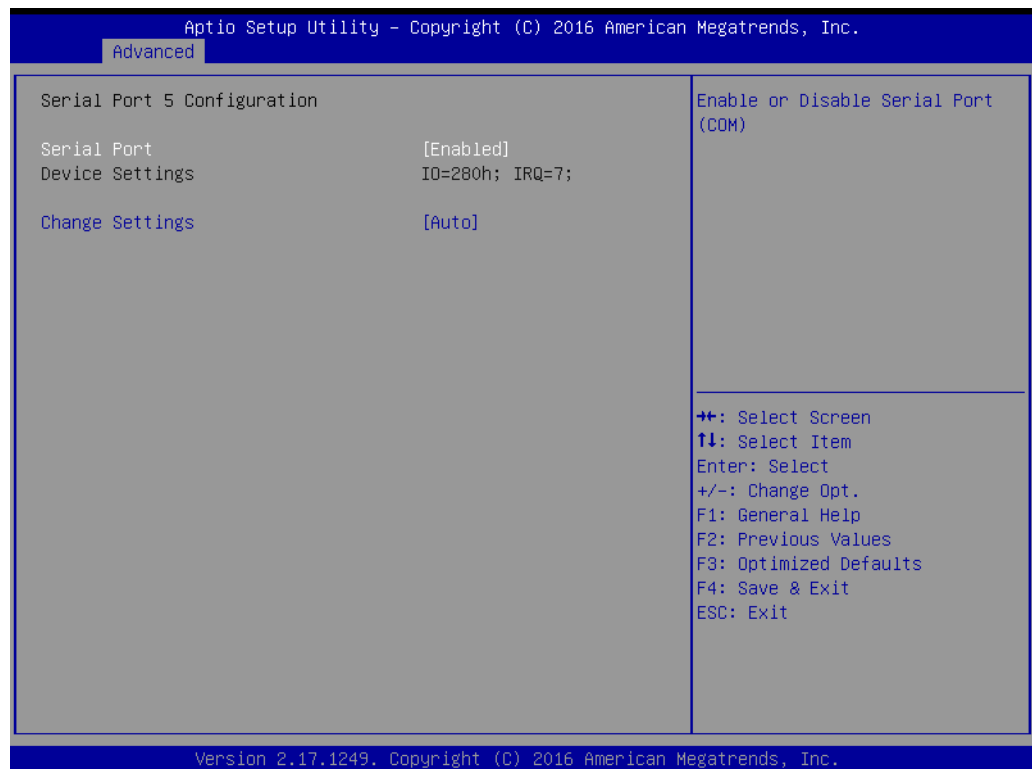 Aptio Setup Utility – Copyright (C) 2016 American Megatrends, Inc.
Advanced
Serial Port 5 Configuration
Serial Port [Enabled]
Device Settings IO=280h; IRQ=7;
Change Settings [Auto]
Enable or Disable Serial Port
(COM)
→←: Select Screen
↑↓: Select Item
Enter: Select
+/-: Change Opt.
F1: General Help
F2: Previous Values
F3: Optimized Defaults
F4: Save & Exit
ESC: Exit
Version 2.17.1249. Copyright (C) 2016 American Megatrends, Inc.